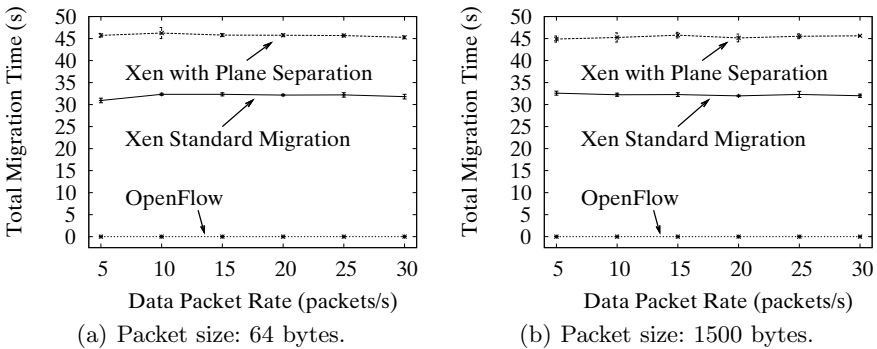 Total Migration Time (s)
50
45
40
35
30
25
20
15
10
5
0
Xen with Plane Separation
Xen Standard Migration
OpenFlow
5 10 15 20 25 30
Data Packet Rate (packets/s)
(a) Packet size: 64 bytes.
Total Migration Time (s)
50
45
40
35
30
25
20
15
10
5
0
Xen with Plane Separation
Xen Standard Migration
OpenFlow
5 10 15 20 25 30
Data Packet Rate (packets/s)
(b) Packet size: 1500 bytes.